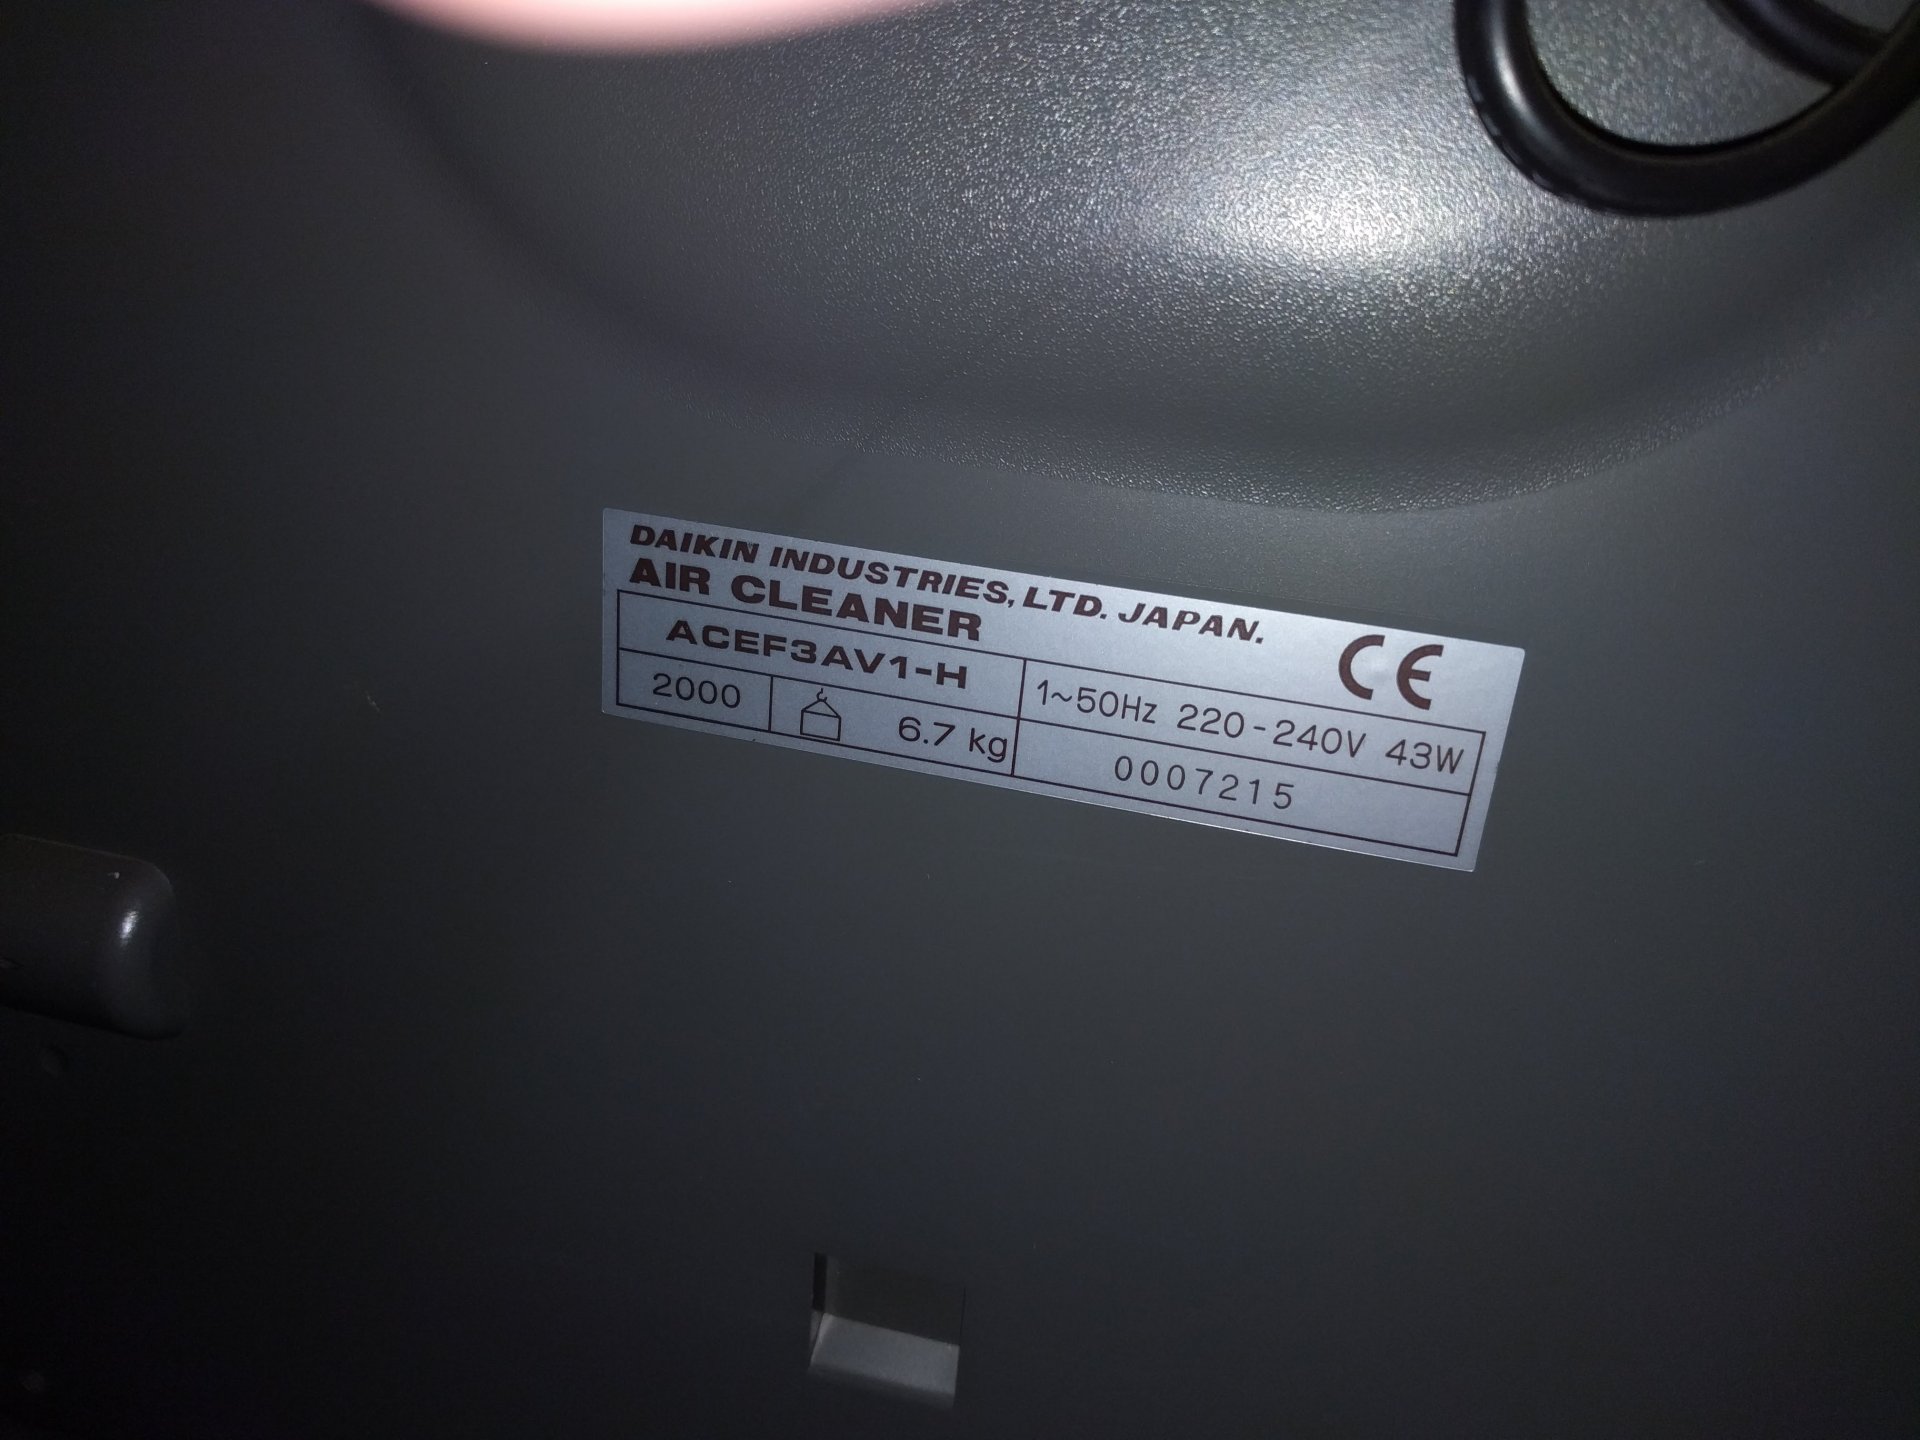 DAIKIN INDUSTRIES, LTD. JAPAN.
AIR CLEANER
CE
ACEF3AV1-H
1~50Hz 220-240V 43W
2000
6.7 kg
0007215